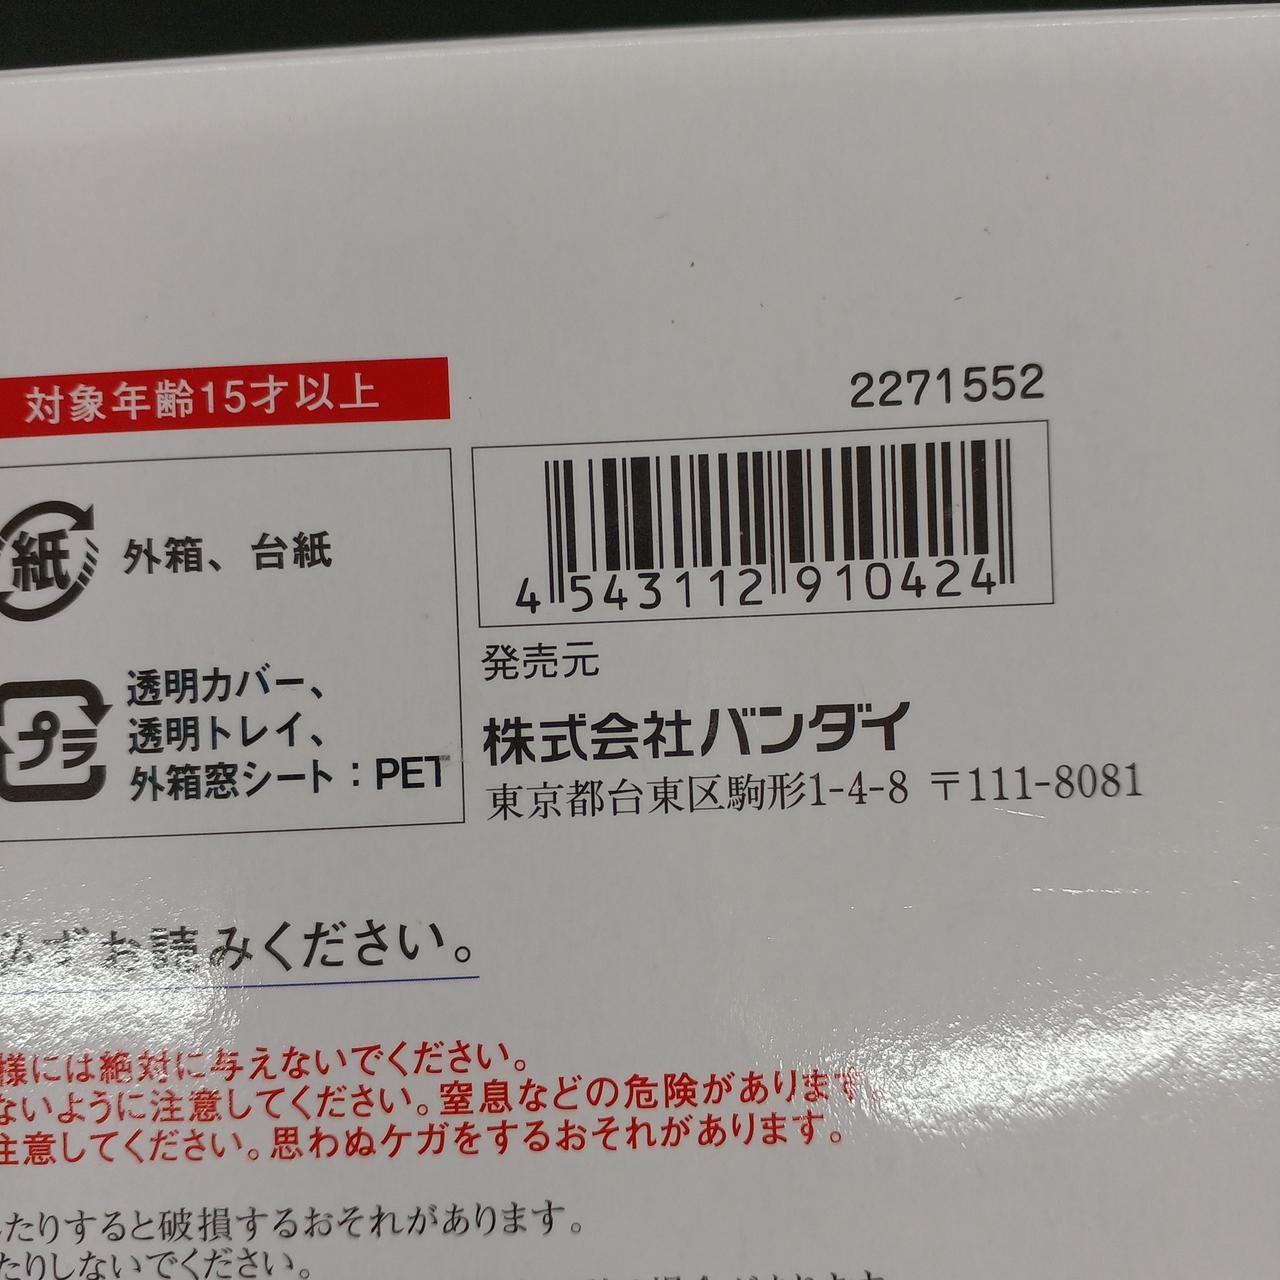 対象年齢15才以上
2271552
紙
外箱、台紙
4 543112 910424
発売元
プラ
透明カバー、
透明トレイ、
外箱窓シート：PET
株式会社バンダイ
東京都台東区駒形1-4-8 〒111-8081
必ずお読みください。
様には絶対に与えないでください。
ないように注意してください。窒息などの危険があります。
注意してください。思わぬケガをするおそれがあります。
たりすると破損するおそれがあります。
たりしないでください。